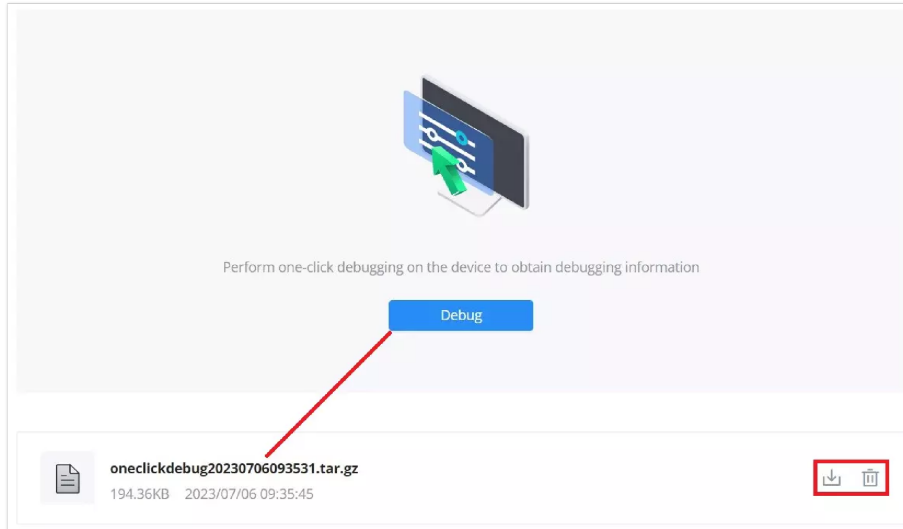 Perform one-click debugging on the device to obtain debugging information
Debug
oneclickdebug20230706093531.tar.gz
194.36KB 2023/07/06 09:35:45